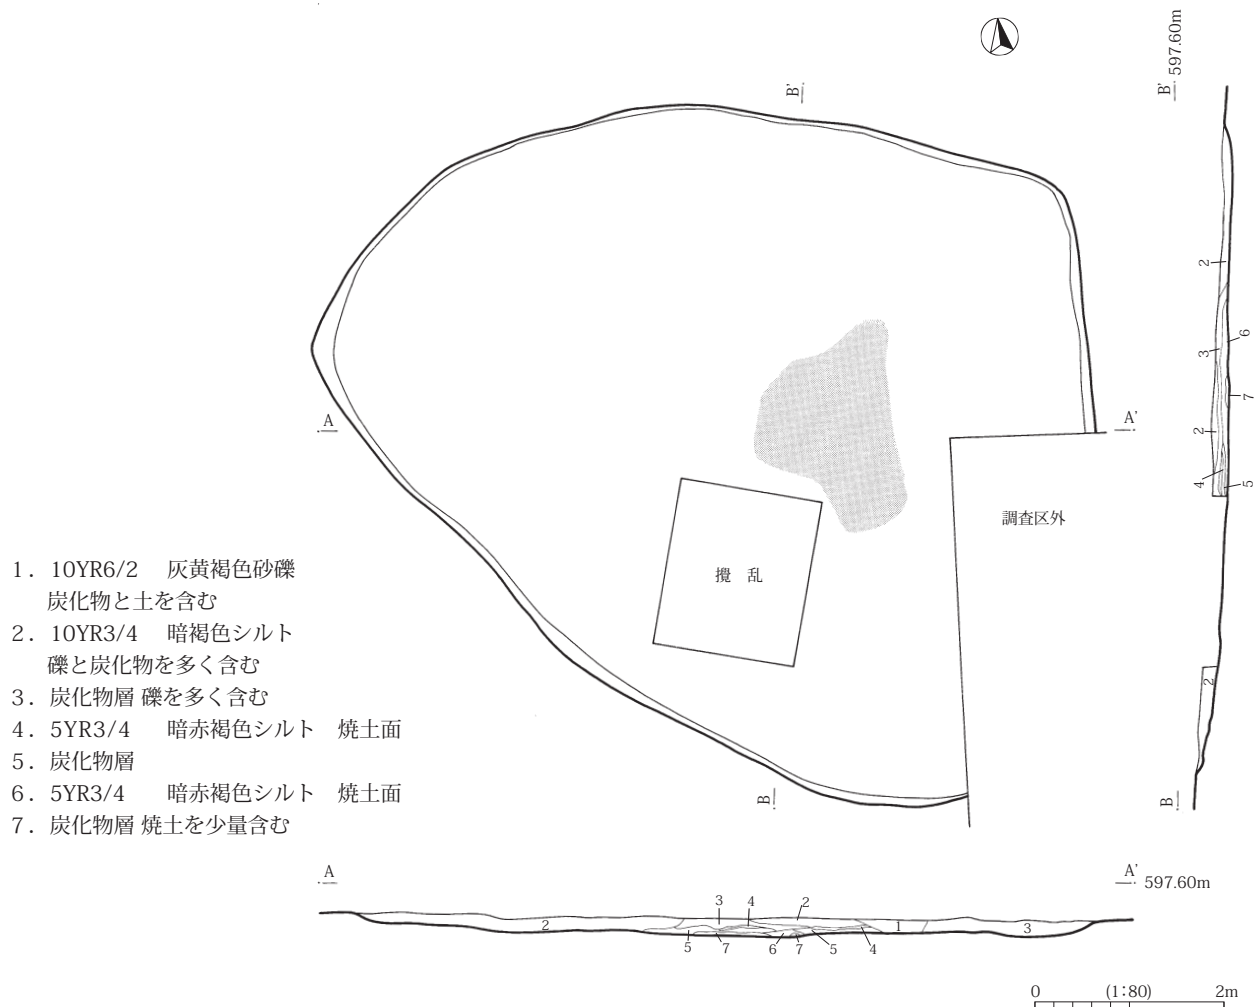 B'
B'
597.60m
A
A'
調査区外
攪 乱
2
6
3
7
2
4
5
2
B
B
1. 10YR6/2 灰黄褐色砂礫
炭化物と土を含む
2. 10YR3/4 暗褐色シルト
礫と炭化物を多く含む
3. 炭化物層 礫を多く含む
4. 5YR3/4 暗赤褐色シルト 焼土面
5. 炭化物層
6. 5YR3/4 暗赤褐色シルト 焼土面
7. 炭化物層 焼土を少量含む
A
A' 597.60m
3 4 2
2 1 3
5 7 6 7 5 4
0 (1:80) 2m